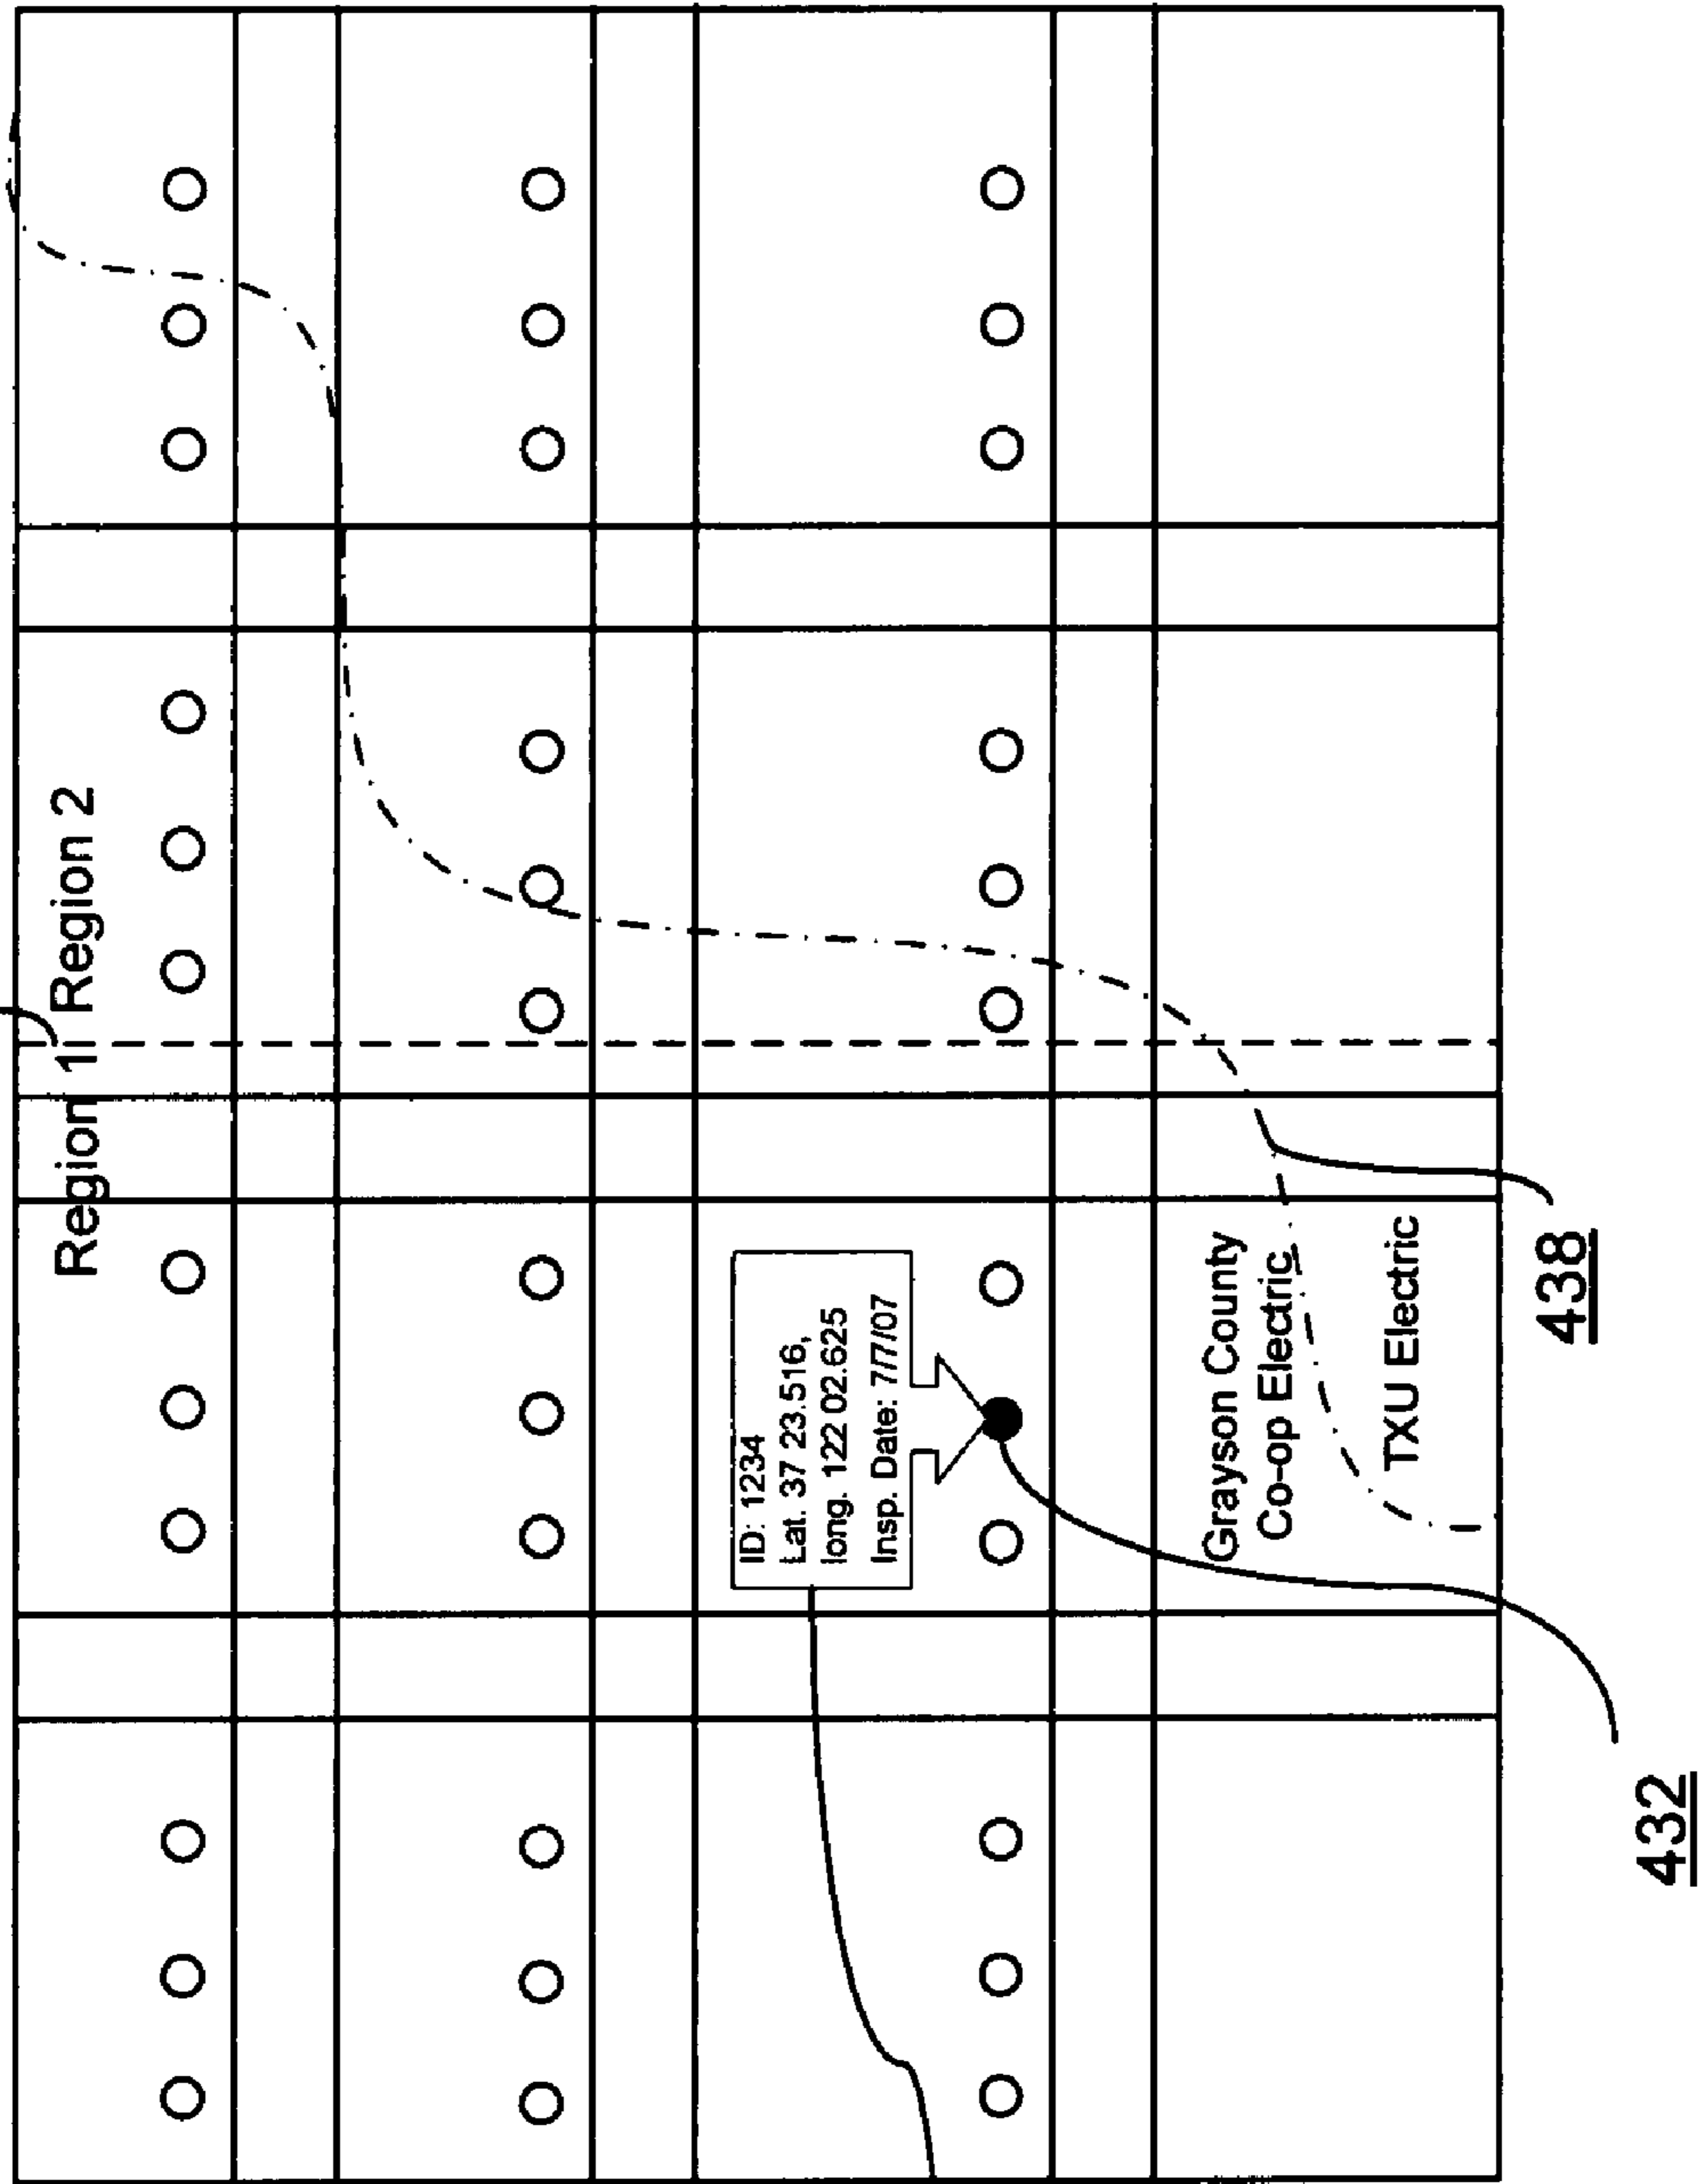 Region 1 Region 2
ID: 1234
Lat. 37 23.516,
long. 122 02.625
Insp. Date: 7/7/07
Grayson County
Co-op Electric
TXU Electric
438
432